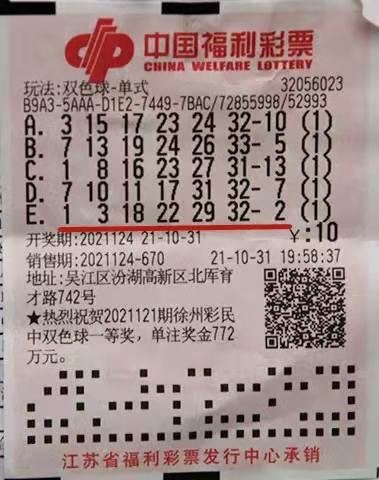 中国福利彩票
CHINA WELFARE LOTTERY
玩法:双色球-单式 32056023
B9A3-5AAA-D1E2-7449-7BAC/72855998/52993
A. 3 15 17 23 24 32-10 (1)
B. 7 13 19 24 26 33- 5 (1)
C. 1 8 16 23 27 31-13 (1)
D. 7 10 11 17 31 32- 7 (1)
E. 1 3 18 22 29 32- 2 (1)
开奖期:2021124 21-10-31 ¥:10
销售期:2021124-670 21-10-31 19:58:37
地址:吴江区汾湖高新区北厍育
才路742号
★热烈祝贺2021121期徐州彩民
中双色球一等奖,单注奖金772
万元。
江苏省福利彩票发行中心承销